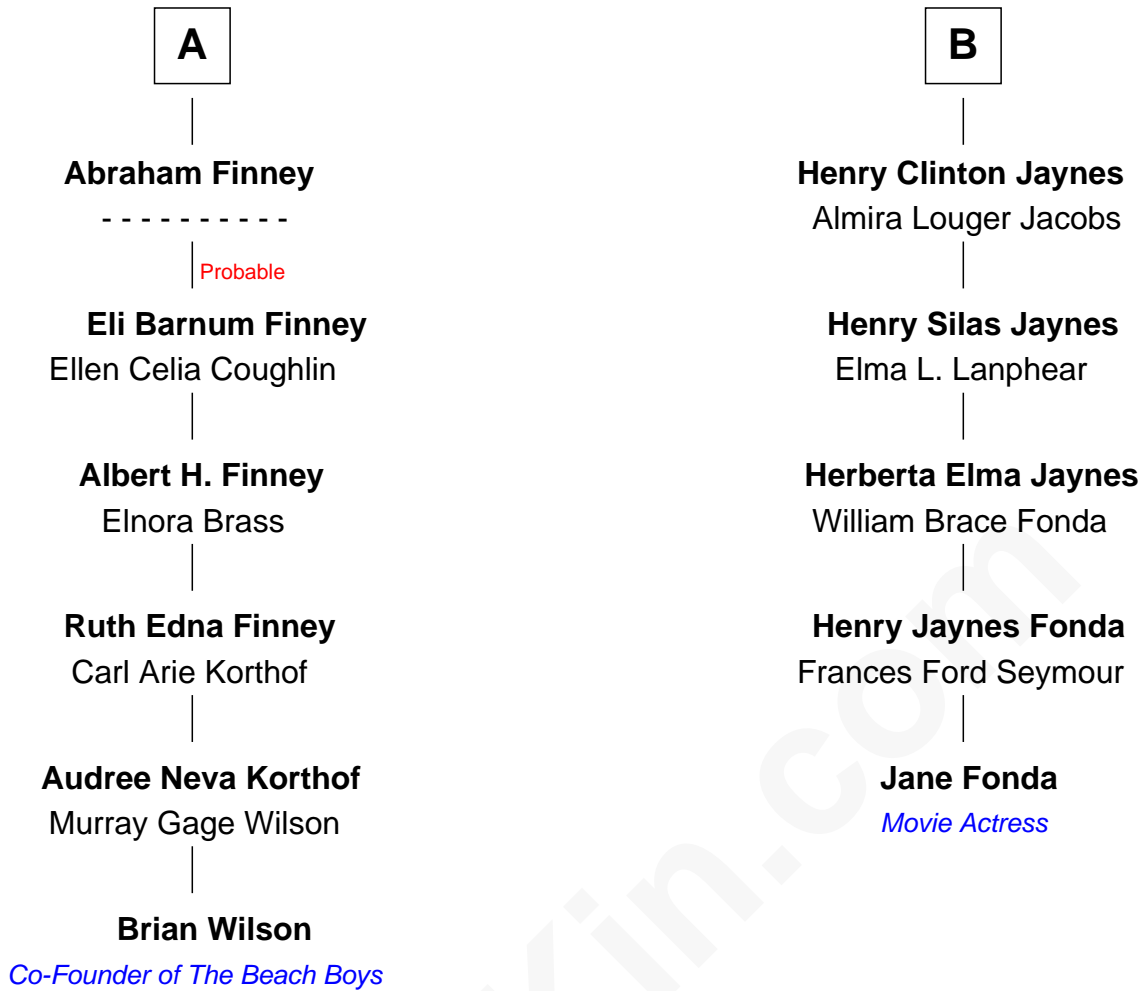 A
Abraham Finney
- - - - - - - - - -
Probable
Eli Barnum Finney
Ellen Celia Coughlin
Albert H. Finney
Elnora Brass
Ruth Edna Finney
Carl Arie Korthof
Audree Neva Korthof
Murray Gage Wilson
Brian Wilson
Co-Founder of The Beach Boys
B
Henry Clinton Jaynes
Almira Louger Jacobs
Henry Silas Jaynes
Elma L. Lanphear
Herberta Elma Jaynes
William Brace Fonda
Henry Jaynes Fonda
Frances Ford Seymour
Jane Fonda
Movie Actress
Kin.com